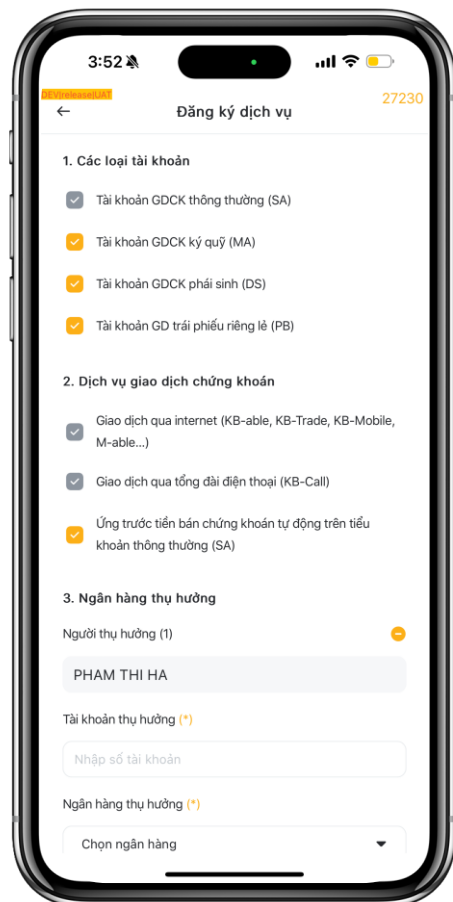 3:52
DEV|release|UAT
27230
Đăng ký dịch vụ
1. Các loại tài khoản
Tài khoản GDCK thông thường (SA)
Tài khoản GDCK ký quỹ (MA)
Tài khoản GDCK phái sinh (DS)
Tài khoản GD trái phiếu riêng lẻ (PB)
2. Dịch vụ giao dịch chứng khoán
Giao dịch qua internet (KB-able, KB-Trade, KB-Mobile,
M-able...)
Giao dịch qua tổng đài điện thoại (KB-Call)
Ứng trước tiền bán chứng khoán tự động trên tiểu
khoản thông thường (SA)
3. Ngân hàng thụ hưởng
Người thụ hưởng (1)
PHAM THI HA
Tài khoản thụ hưởng (*)
Nhập số tài khoản
Ngân hàng thụ hưởng (*)
Chọn ngân hàng